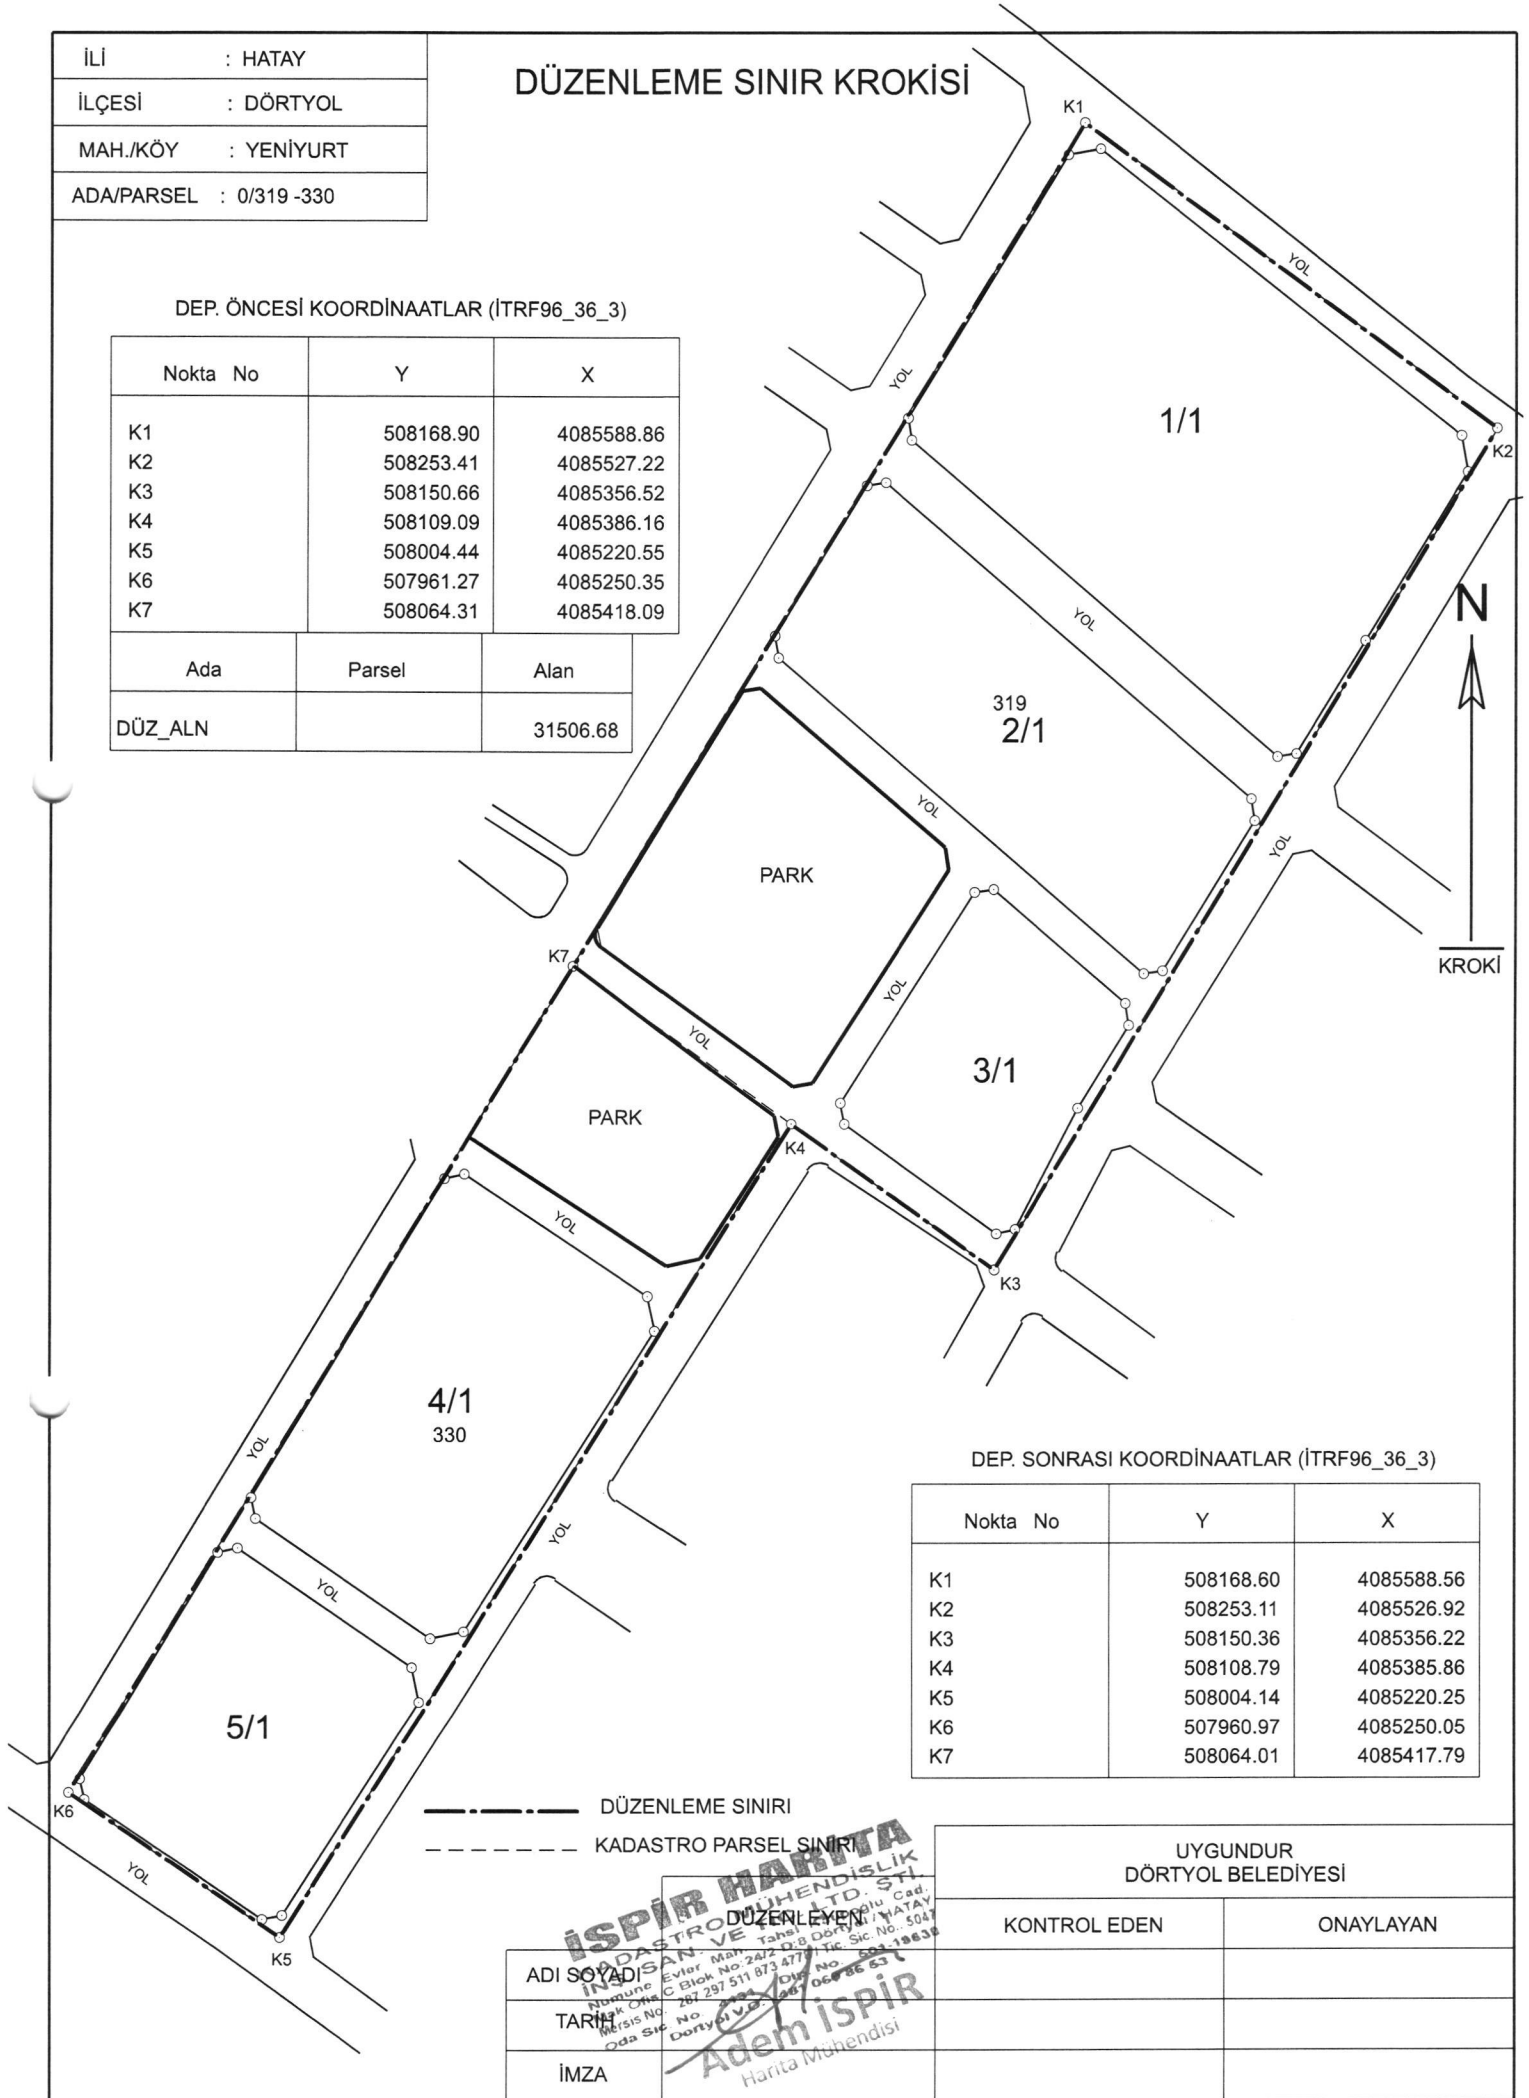 İLİ : HATAY
İLÇESİ : DÖRTYOL
MAH./KÖY : YENİYURT
ADA/PARSEL : 0/319 -330
DÜZENLEME SINIR KROKİSİ
DEP. ÖNCESİ KOORDİNAATLAR (İTRF96_36_3)
Nokta No Y X
K1 508168.90 4085588.86
K2 508253.41 4085527.22
K3 508150.66 4085356.52
K4 508109.09 4085386.16
K5 508004.44 4085220.55
K6 507961.27 4085250.35
K7 508064.31 4085418.09
Ada Parsel Alan
DÜZ_ALN 31506.68
K1
YOL
YOL
1/1
K2
YOL
N
KROKİ
319
2/1
YOL
YOL
PARK
K7
YOL
YOL
3/1
PARK
K4
YOL
K3
4/1
330
YOL
YOL
YOL
5/1
K6
YOL
K5
DEP. SONRASI KOORDİNAATLAR (İTRF96_36_3)
Nokta No Y X
K1 508168.60 4085588.56
K2 508253.11 4085526.92
K3 508150.36 4085356.22
K4 508108.79 4085385.86
K5 508004.14 4085220.25
K6 507960.97 4085250.05
K7 508064.01 4085417.79
DÜZENLEME SINIRI
KADASTRO PARSEL SINIRI
UYGUNDUR
DÖRTYOL BELEDİYESİ
DÜZENLEYEN
KONTROL EDEN ONAYLAYAN
ADI SOYADI
TARİH
İMZA
İSPİR HARİTA
KADASTRO MÜHENDİSLİK
LTD. ŞTİ.
Adem İSPİR
Harita Mühendisi